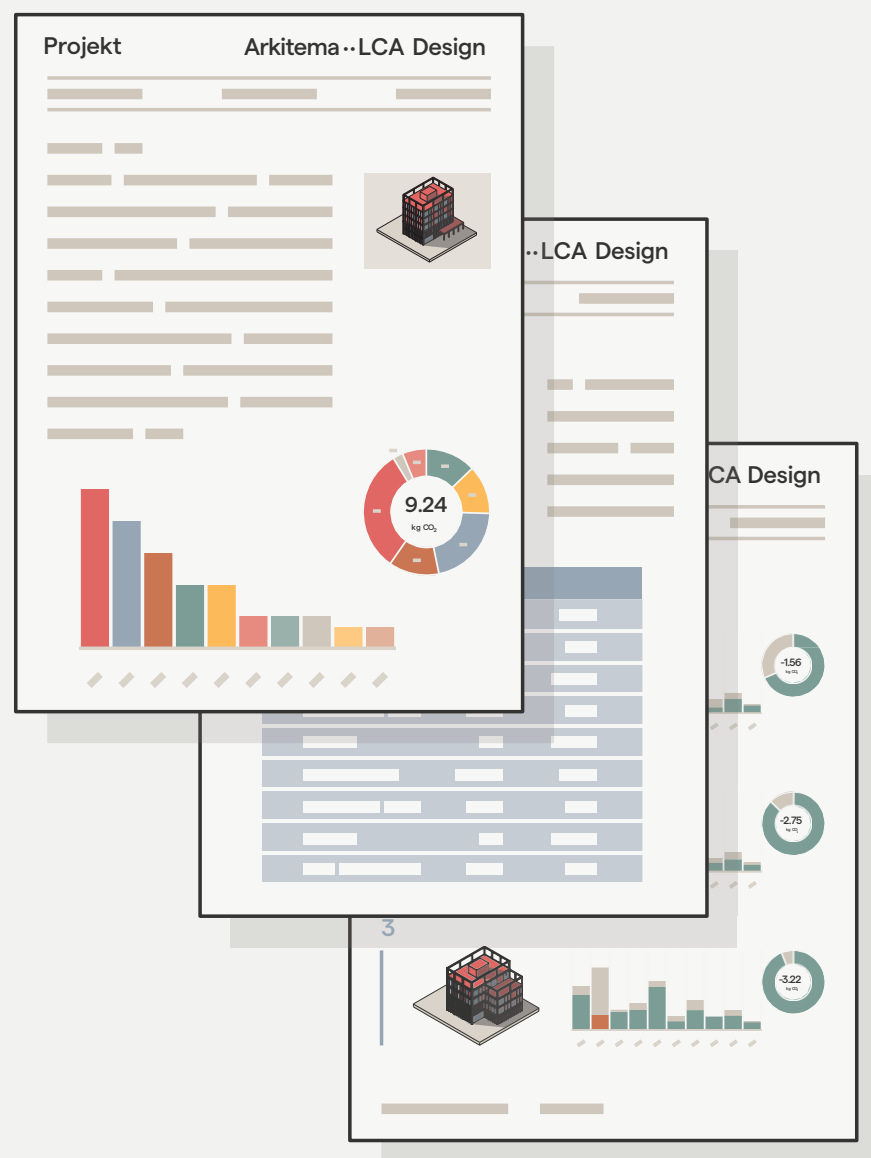 Projekt
Arkitema··LCA Design
9.24
kg CO₂
··LCA Design
CA Design
-1.56
kg CO₂
-2.75
kg CO₂
3
-3.22
kg CO₂